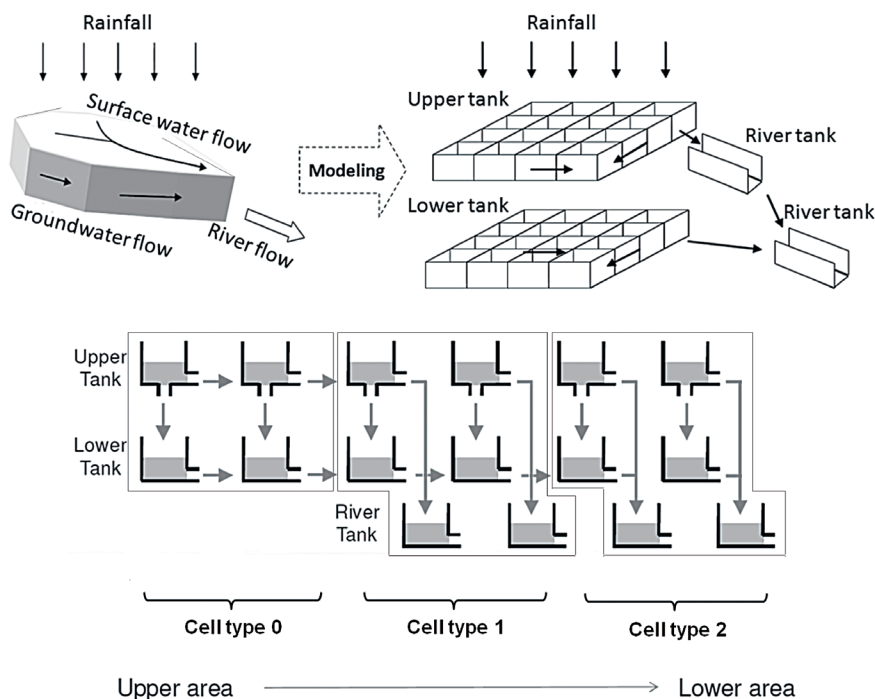 Rainfall
Surface water flow
Groundwater flow
River flow
Modeling
Rainfall
Upper tank
River tank
Lower tank
River tank
Upper
Tank
Lower
Tank
River
Tank
Cell type 0
Cell type 1
Cell type 2
Upper area
Lower area